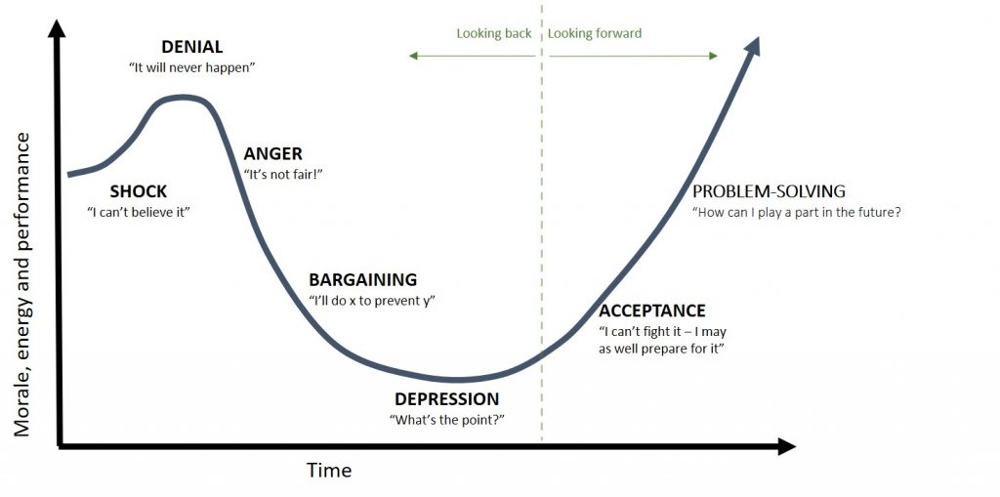 Looking back
Looking forward
DENIAL
“It will never happen”
ANGER
“It’s not fair!”
SHOCK
“I can’t believe it”
PROBLEM-SOLVING
“How can I play a part in the future?
BARGAINING
“I’ll do x to prevent y”
ACCEPTANCE
“I can’t fight it – I may
as well prepare for it”
DEPRESSION
“What’s the point?”
Morale, energy and performance
Time